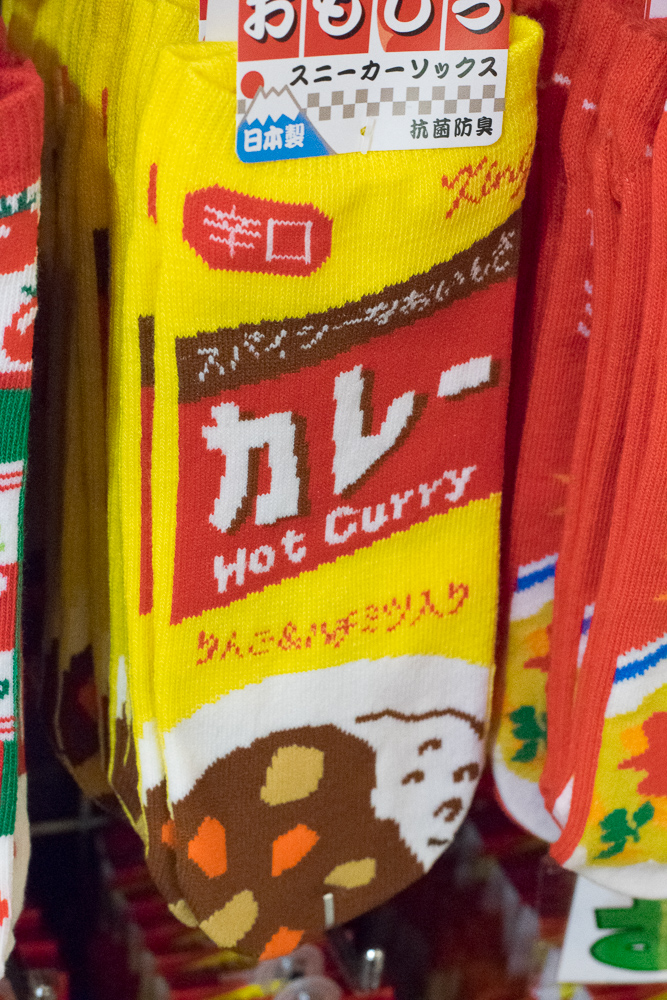 おもしろ
スニーカーソックス
日本製
抗菌防臭
King
辛口
スパイシーなおいしさ
カレー
Hot Curry
りんご&ハチミツ入り